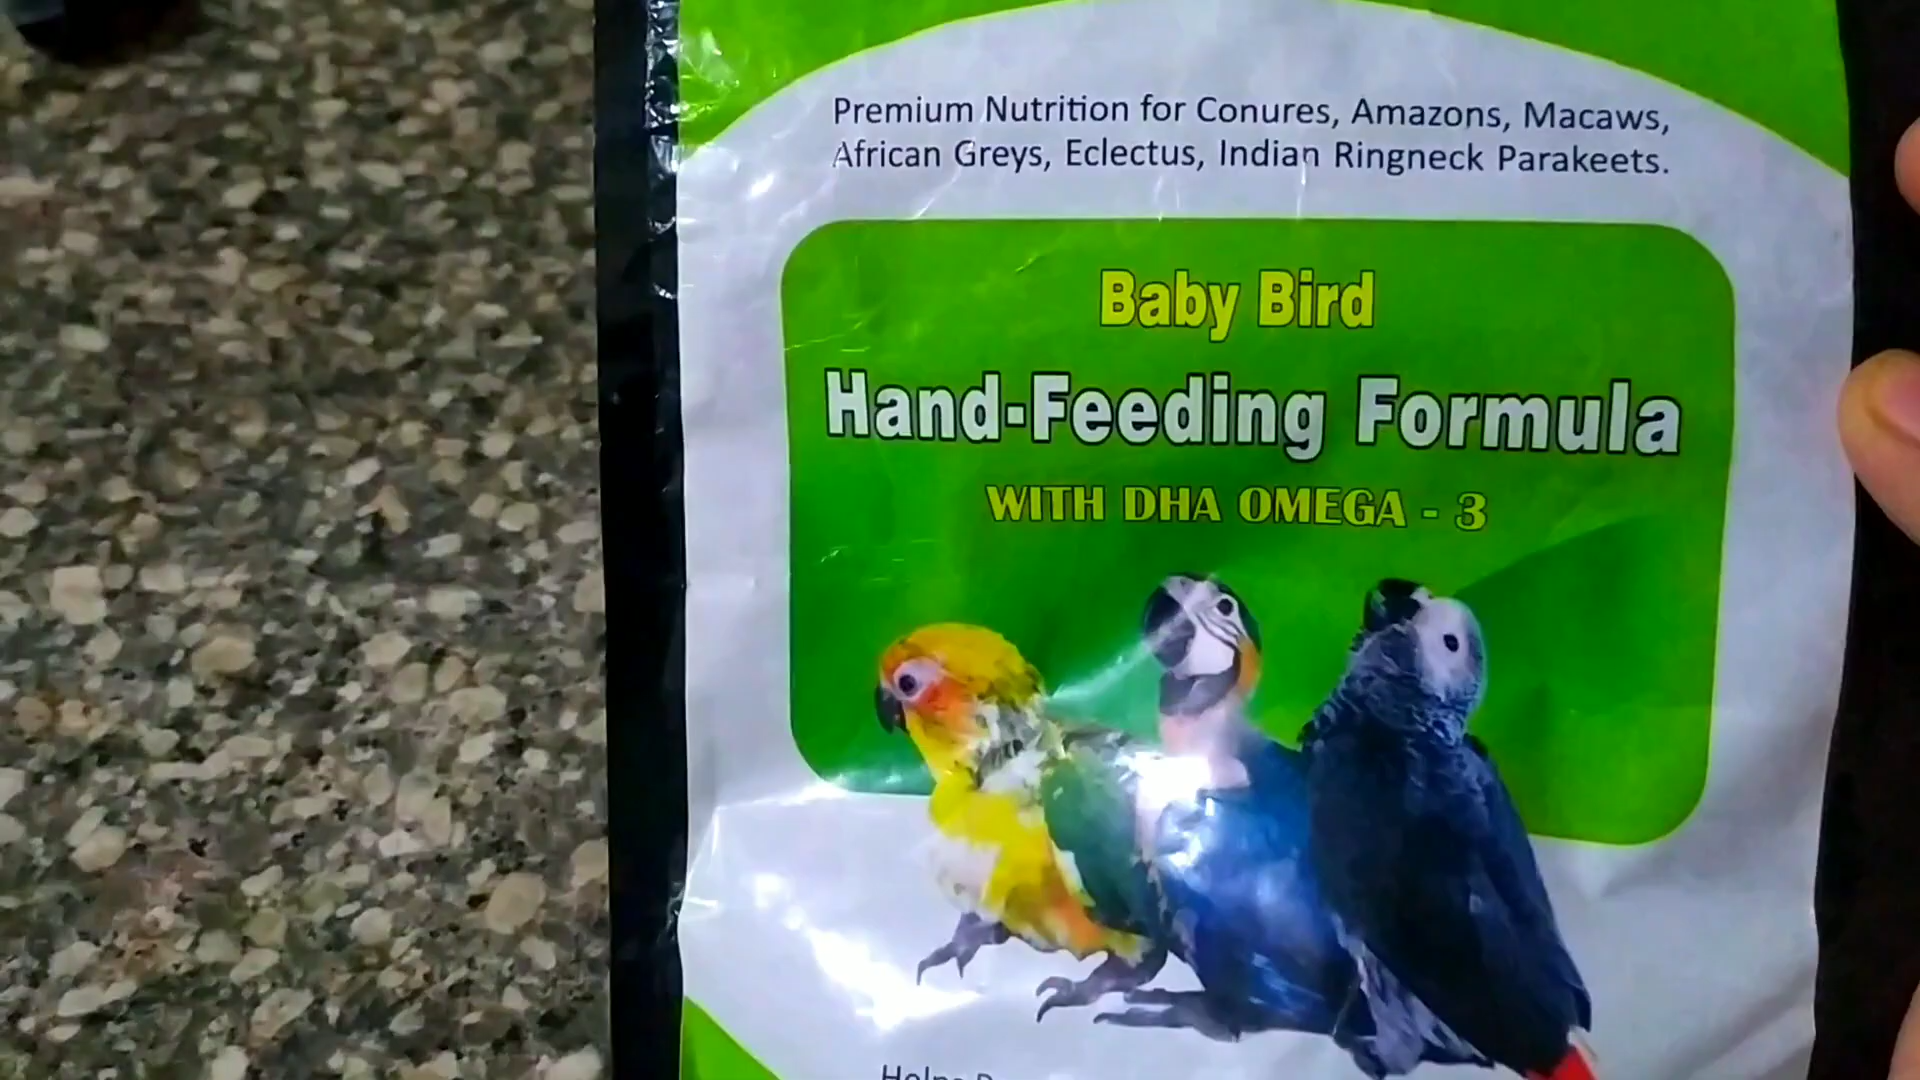 Premium Nutrition for Conures, Amazons, Macaws,
African Greys, Eclectus, Indian Ringneck Parakeets.
Baby Bird
Hand-Feeding Formula
WITH DHA OMEGA - 3